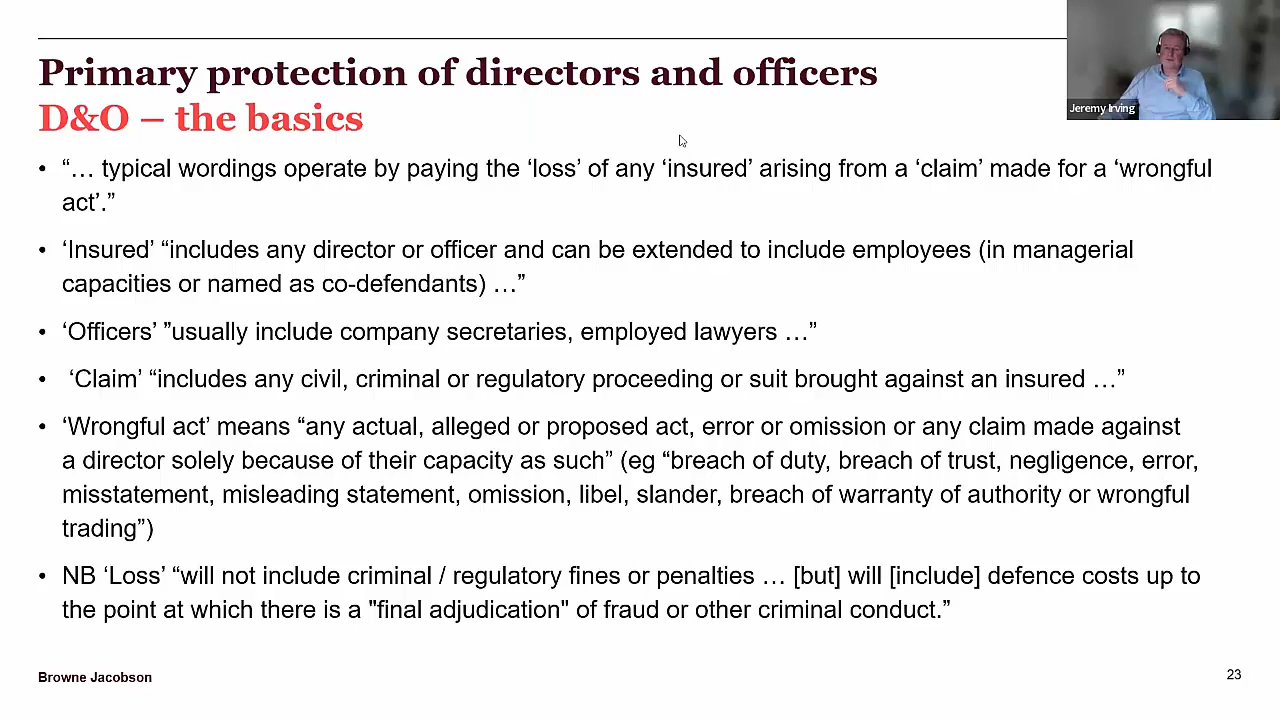 Primary protection of directors and officers
D&O – the basics
Jeremy Irving
• “… typical wordings operate by paying the ‘loss’ of any ‘insured’ arising from a ‘claim’ made for a ‘wrongful
act’.”
• ‘Insured’ “includes any director or officer and can be extended to include employees (in managerial
capacities or named as co-defendants) …”
• ‘Officers’ ”usually include company secretaries, employed lawyers …”
• ‘Claim’ “includes any civil, criminal or regulatory proceeding or suit brought against an insured …”
• ‘Wrongful act’ means “any actual, alleged or proposed act, error or omission or any claim made against
a director solely because of their capacity as such” (eg “breach of duty, breach of trust, negligence, error,
misstatement, misleading statement, omission, libel, slander, breach of warranty of authority or wrongful
trading”)
• NB ‘Loss’ “will not include criminal / regulatory fines or penalties … [but] will [include] defence costs up to
the point at which there is a "final adjudication" of fraud or other criminal conduct.”
Browne Jacobson
23